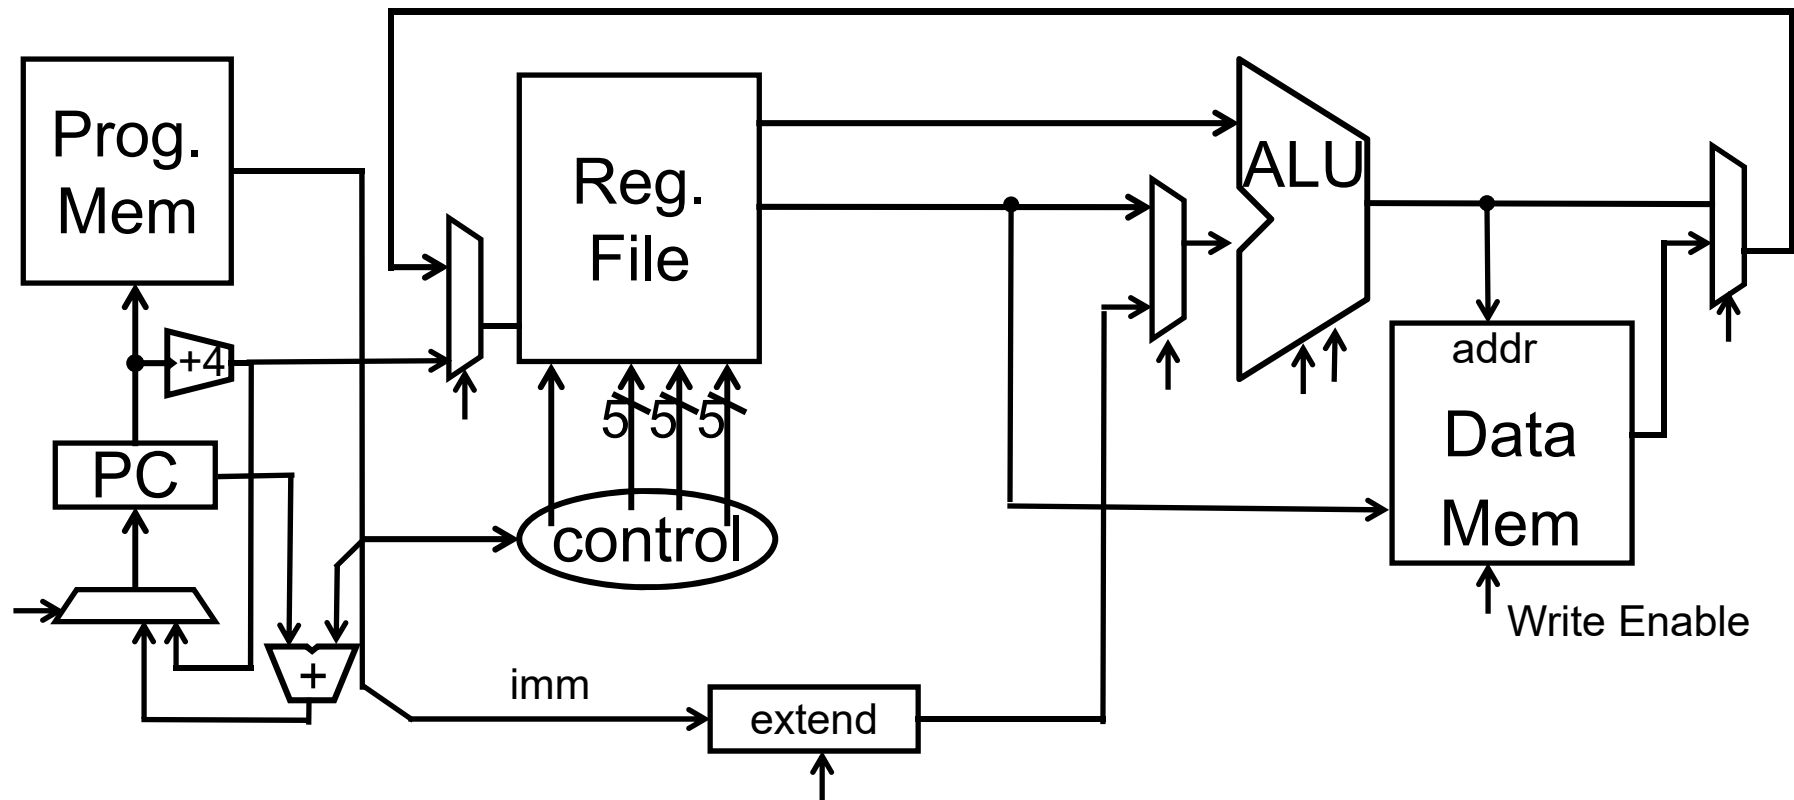 Prog.
Mem
Reg.
File
ALU
+4
addr
5 5 5
Data
Mem
PC
control
Write Enable
+
imm
extend